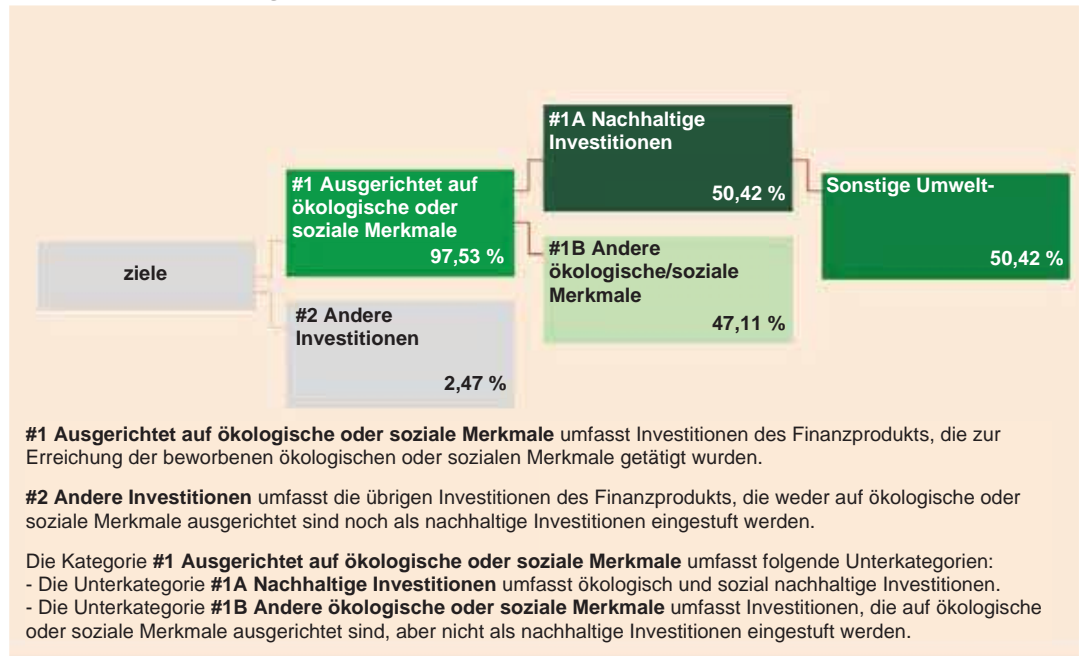 #1A Nachhaltige
Investitionen
50,42 %
#1 Ausgerichtet auf
ökologische oder
soziale Merkmale
97,53 %
Sonstige Umwelt-
50,42 %
ziele
#1B Andere
ökologische/soziale
Merkmale
47,11 %
#2 Andere
Investitionen
2,47 %
#1 Ausgerichtet auf ökologische oder soziale Merkmale umfasst Investitionen des Finanzprodukts, die zur
Erreichung der beworbenen ökologischen oder sozialen Merkmale getätigt wurden.
#2 Andere Investitionen umfasst die übrigen Investitionen des Finanzprodukts, die weder auf ökologische oder
soziale Merkmale ausgerichtet sind noch als nachhaltige Investitionen eingestuft werden.
Die Kategorie #1 Ausgerichtet auf ökologische oder soziale Merkmale umfasst folgende Unterkategorien:
- Die Unterkategorie #1A Nachhaltige Investitionen umfasst ökologisch und sozial nachhaltige Investitionen.
- Die Unterkategorie #1B Andere ökologische oder soziale Merkmale umfasst Investitionen, die auf ökologische
oder soziale Merkmale ausgerichtet sind, aber nicht als nachhaltige Investitionen eingestuft werden.